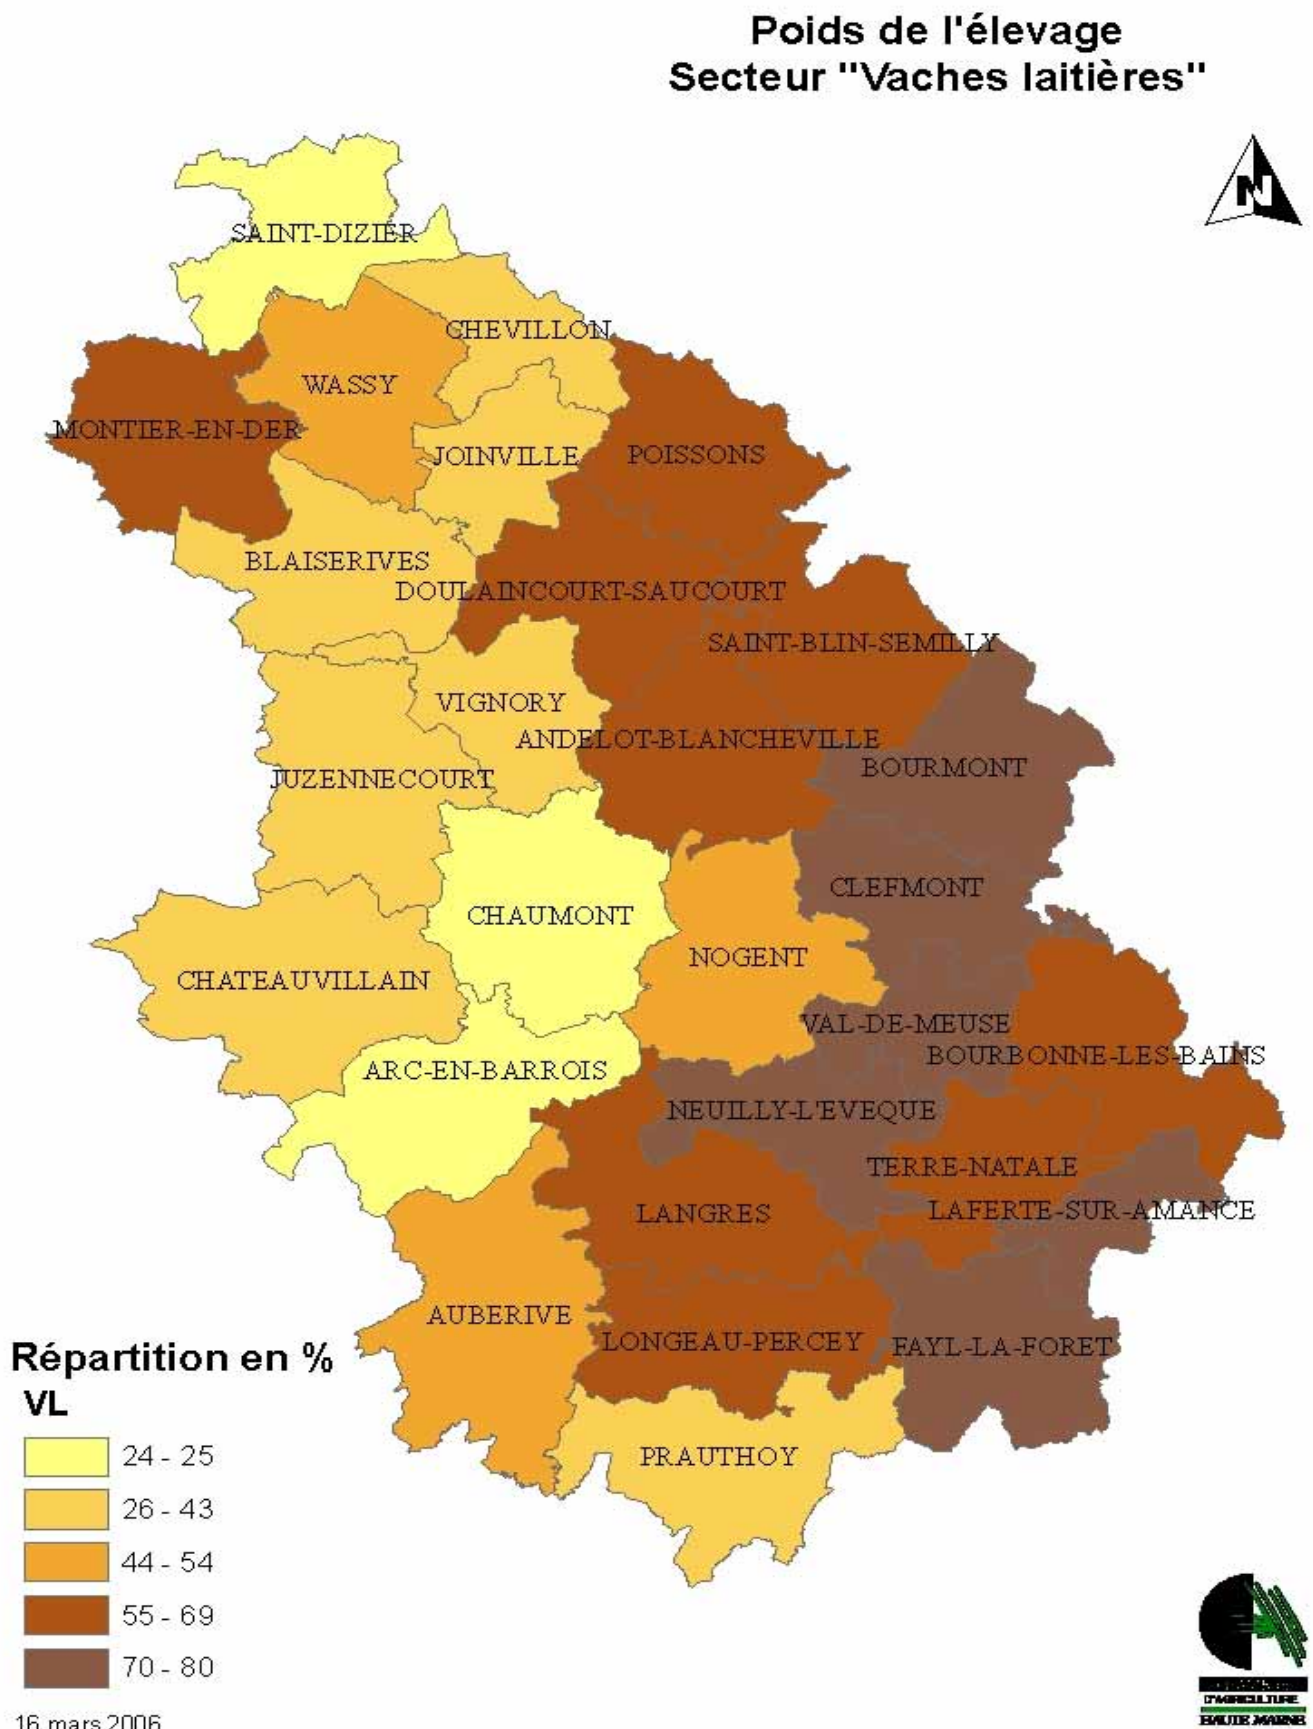 Poids de l'élevage
Secteur "Vaches laitières"
N
SAINT-DIZIER
CHEVILLON
WASSY
MONTIER-EN-DER
JOINVILLE
POISSONS
BLAISERIVES
DOULAINCOURT-SAUCOURT
SAINT-BLIN-SEMILLY
VIGNORY
ANDELOT-BLANCHEVILLE
BOURMONT
JUZENNECOURT
CLEFMONT
CHAUMONT
NOGENT
CHATEAUVILLAIN
VAL-DE-MEUSE
BOURBONNE-LES-BAINS
ARC-EN-BARROIS
NEUILLY-L'EVEQUE
TERRE-NATALE
LANGRES
LAFERTE-SUR-AMANCE
AUBERIVE
LONGEAU-PERCEY
FAYL-LA-FORET
PRAUTHOY
Répartition en %
VL
24 - 25
26 - 43
44 - 54
55 - 69
70 - 80
16 mars 2006
D'AGRICULTURE
HAUTE MARNE